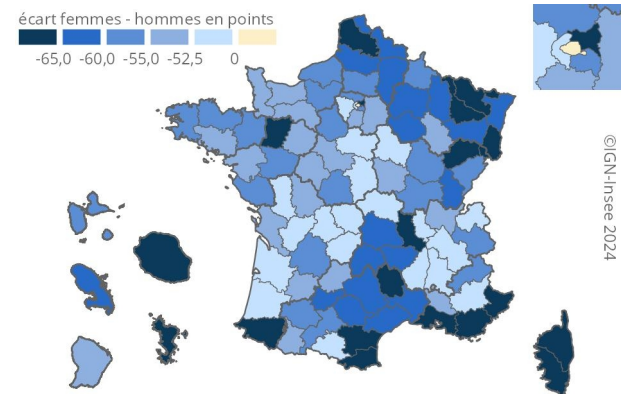 écart femmes - hommes en points
-65,0 -60,0 -55,0 -52,5 0
©IGN-Insee 2024